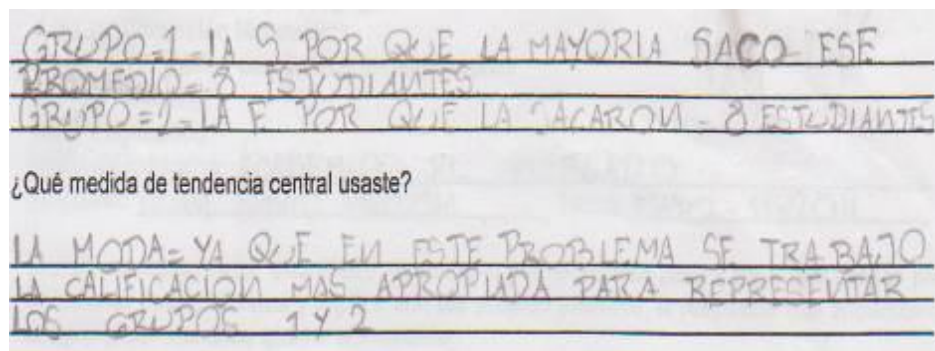 GRUPO=1=LA S POR QUE LA MAYORIA SACO ESE
PROMEDIO= 8 ESTUDIANTES
GRUPO=2=LA E POR QUE LA SACARON = 8 ESTUDIANTES
¿Qué medida de tendencia central usaste?
LA MODA= YA QUE EN ESTE PROBLEMA SE TRABAJO
LA CALIFICACION MAS APROPIADA PARA REPRESENTAR
LOS GRUPOS 1 Y 2